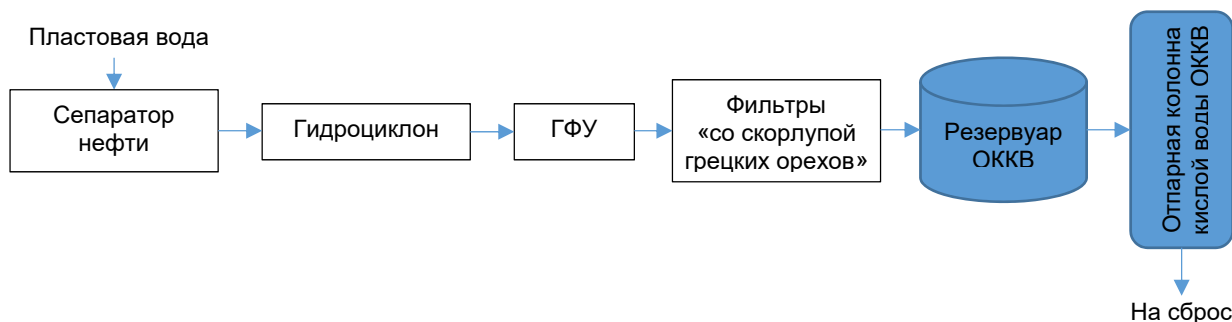 Пластовая вода
Сепаратор
нефти
Гидроциклон
ГФУ
Фильтры
«со скорлупой
грецких орехов»
Резервуар
ОККВ
Отпарная колонна
кислой воды ОККВ
На сброс